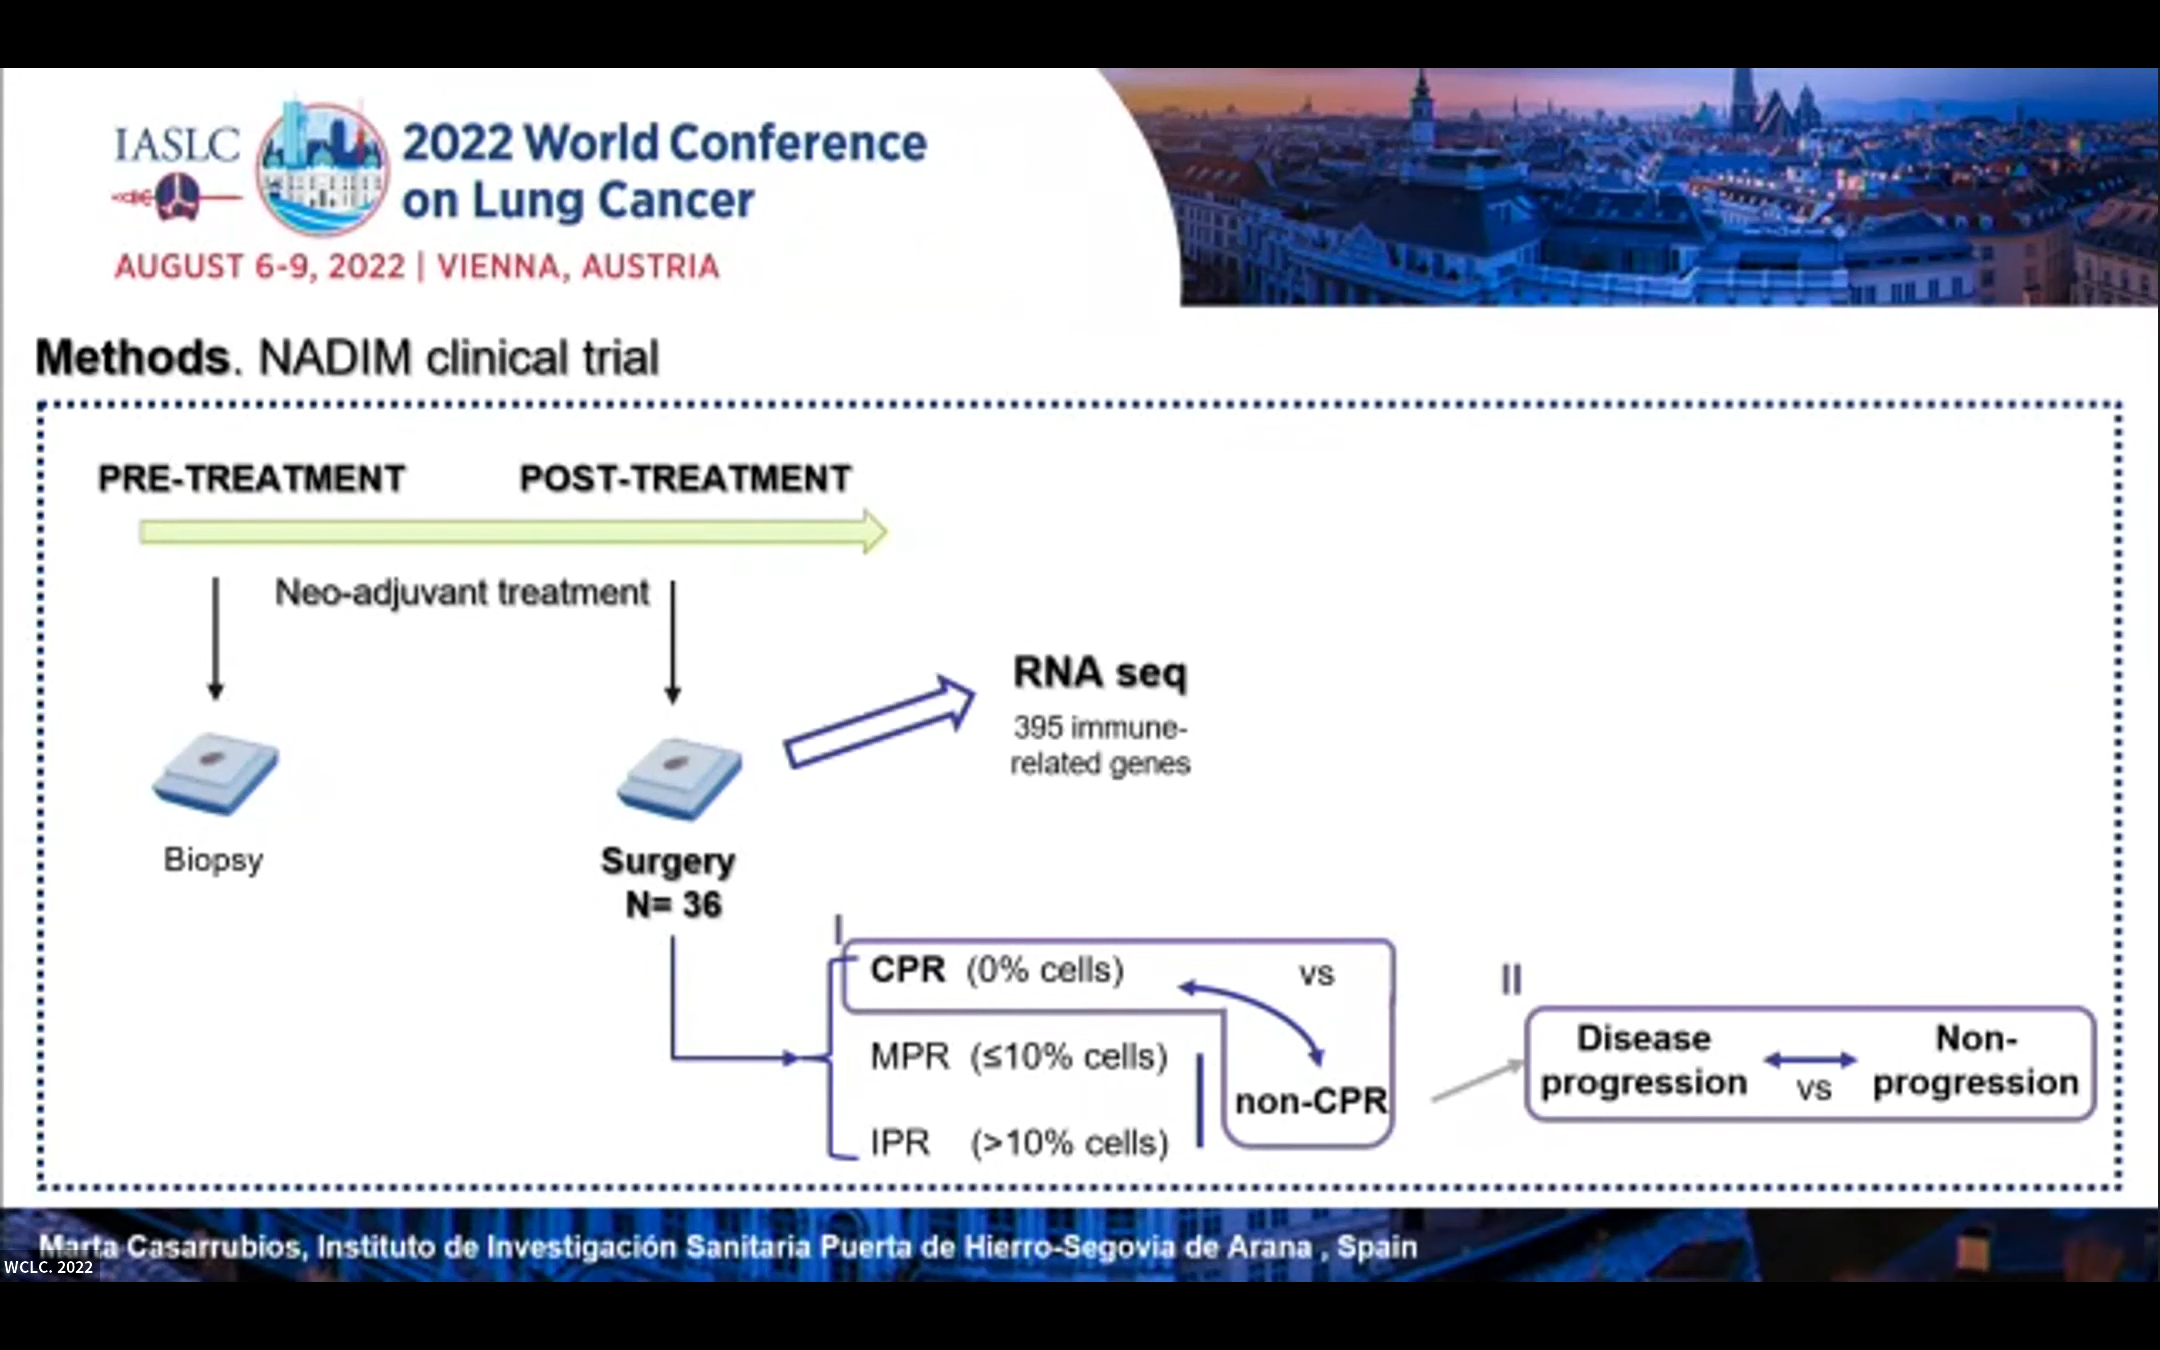 IASLC
2022 World Conference
on Lung Cancer
AUGUST 6-9, 2022 | VIENNA, AUSTRIA
Methods. NADIM clinical trial
PRE-TREATMENT
POST-TREATMENT
Neo-adjuvant treatment
RNA seq
395 immune-
related genes
Biopsy
Surgery
N= 36
I
CPR (0% cells)
vs
MPR (≤10% cells)
non-CPR
IPR (>10% cells)
II
Disease
progression
vs
Non-
progression
Marta Casarrubios, Instituto de Investigación Sanitaria Puerta de Hierro-Segovia de Arana , Spain
WCLC. 2022